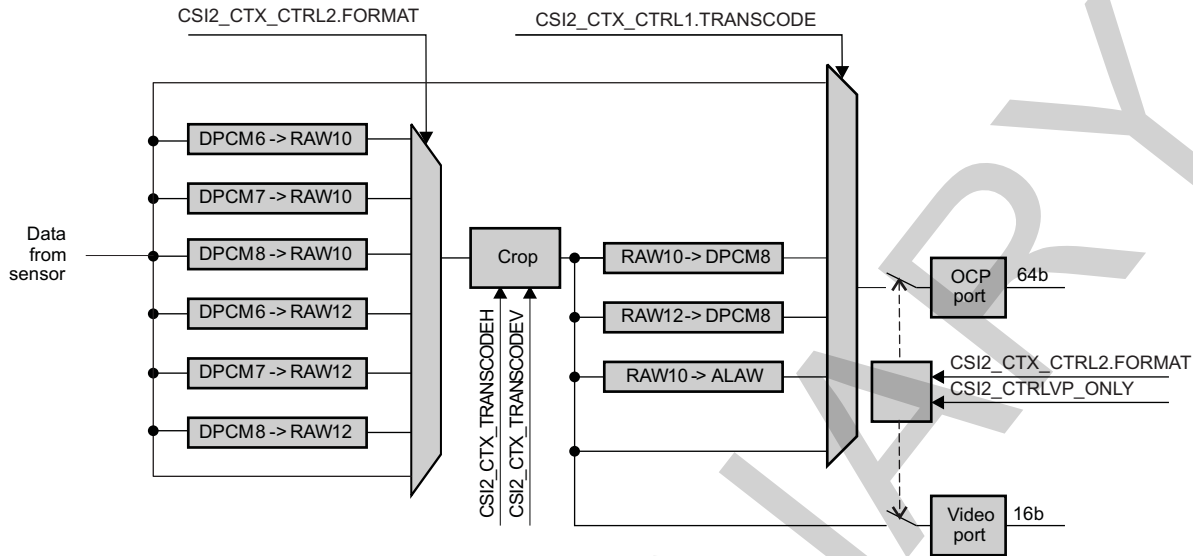 CSI2_CTX_CTRL2.FORMAT
CSI2_CTX_CTRL1.TRANSCODE
DPCM6 -> RAW10
DPCM7 -> RAW10
Data
from
sensor
DPCM8 -> RAW10
DPCM6 -> RAW12
DPCM7 -> RAW12
DPCM8 -> RAW12
Crop
CSI2_CTX_TRANSCODEH
CSI2_CTX_TRANSCODEV
RAW10 -> DPCM8
RAW12 -> DPCM8
RAW10 -> ALAW
OCP
port
64b
CSI2_CTX_CTRL2.FORMAT
CSI2_CTRLVP_ONLY
Video
port
16b
IARY